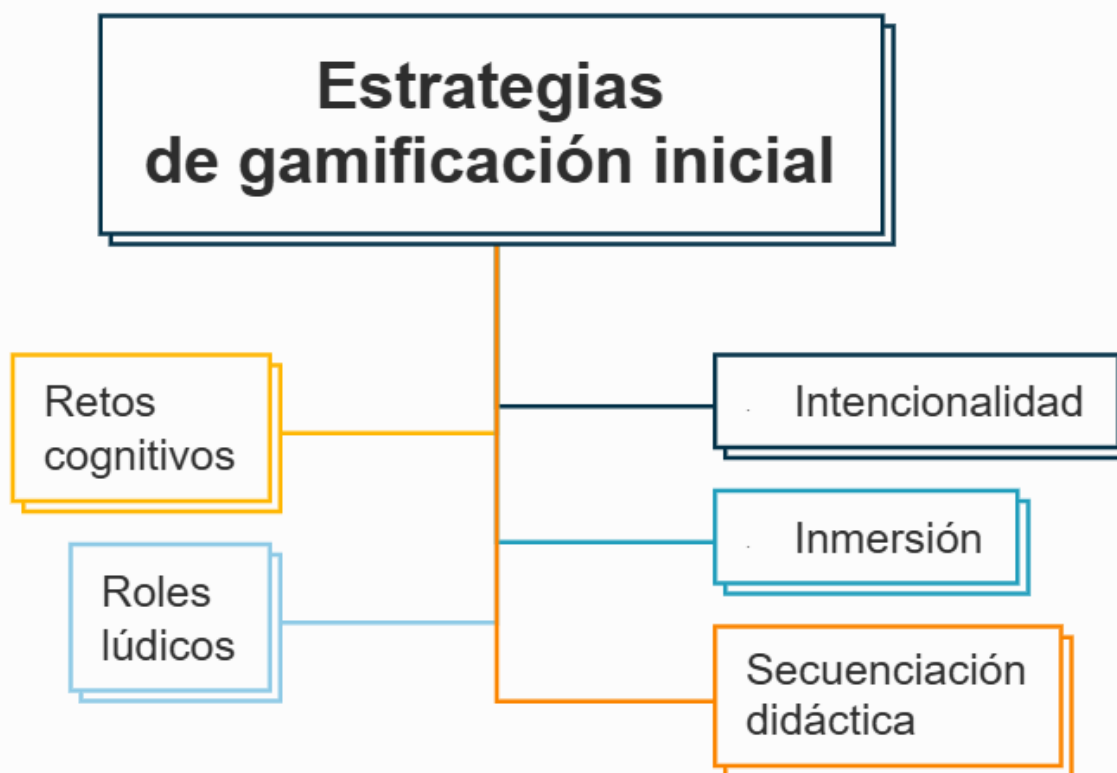 Estrategias
de gamificación inicial
Retos
cognitivos
Roles
lúdicos
Intencionalidad
Inmersión
Secuenciación
didáctica